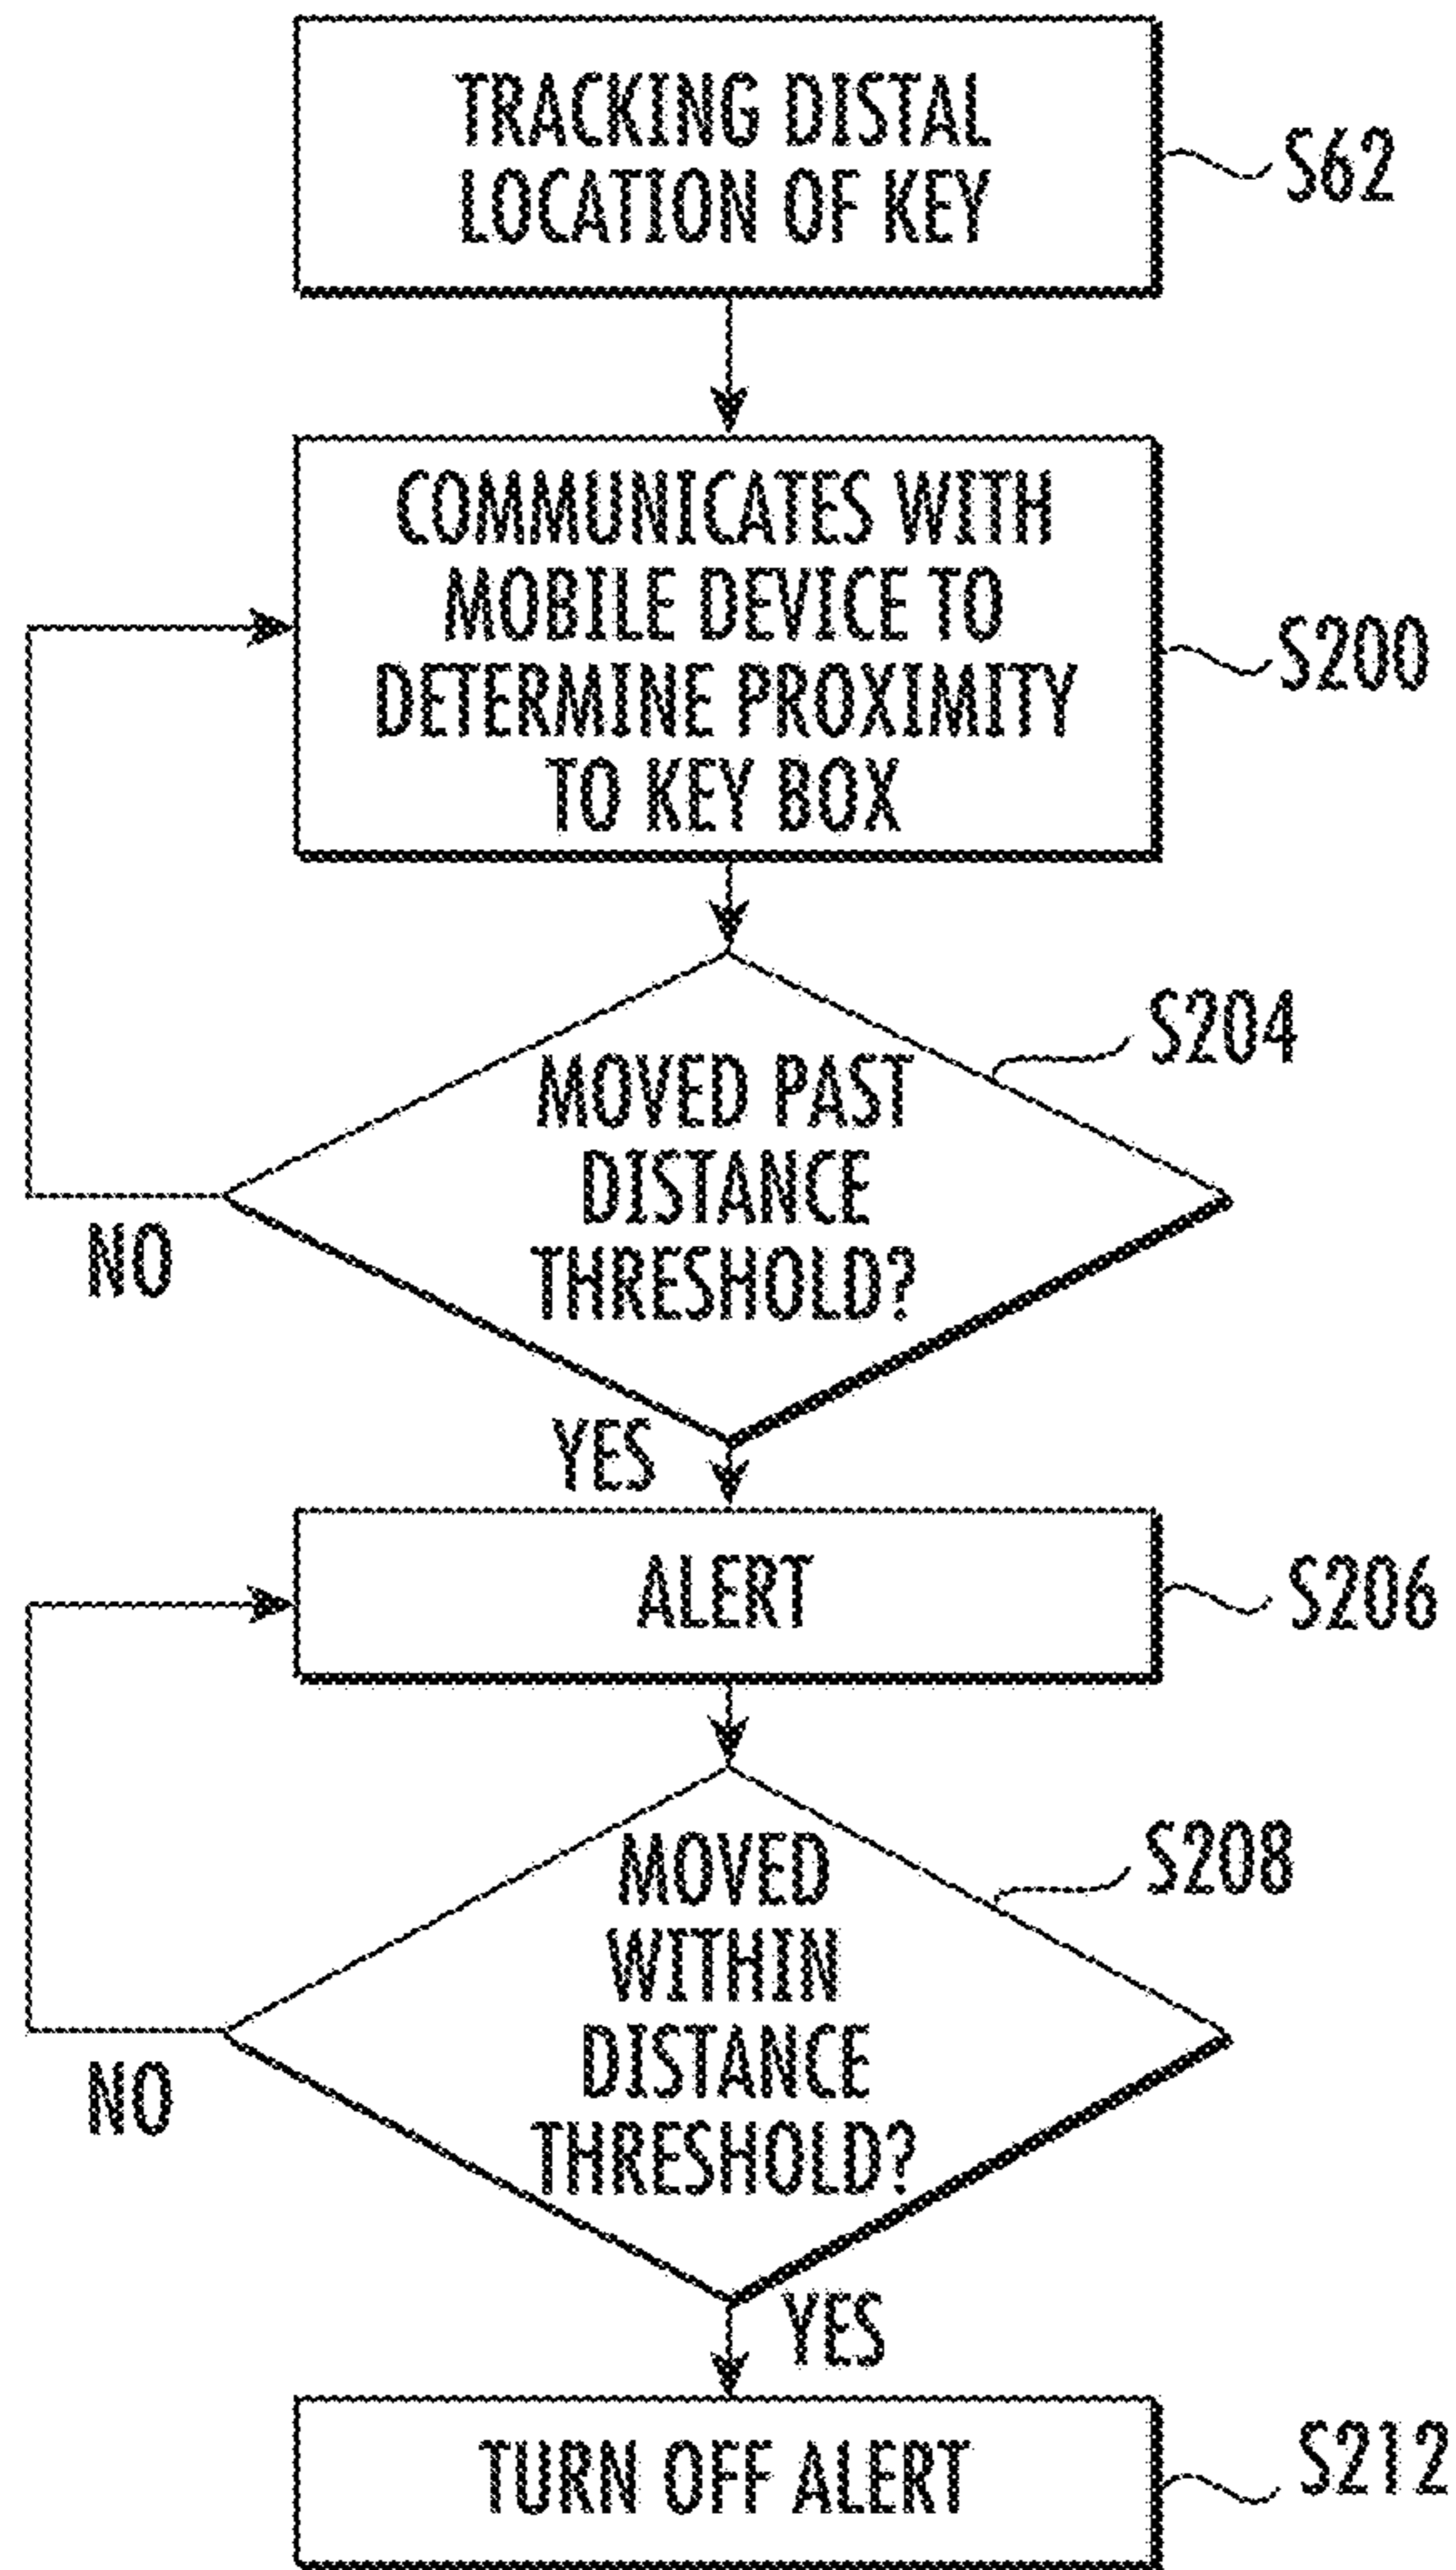 TRACKING DISTAL
LOCATION OF KEY
S62
COMMUNICATES WITH
MOBILE DEVICE TO
DETERMINE PROXIMITY
TO KEY BOX
S200
S204
MOVED PAST
DISTANCE
THRESHOLD?
NO
YES
ALERT
S206
S208
MOVED
WITHIN
DISTANCE
THRESHOLD?
NO
YES
TURN OFF ALERT
S212